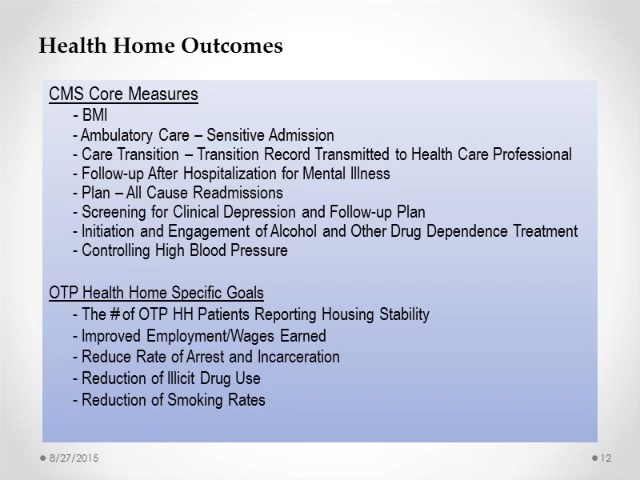 Health Home Outcomes
CMS Core Measures
- BMI
- Ambulatory Care – Sensitive Admission
- Care Transition – Transition Record Transmitted to Health Care Professional
- Follow-up After Hospitalization for Mental Illness
- Plan – All Cause Readmissions
- Screening for Clinical Depression and Follow-up Plan
- Initiation and Engagement of Alcohol and Other Drug Dependence Treatment
- Controlling High Blood Pressure
OTP Health Home Specific Goals
- The # of OTP HH Patients Reporting Housing Stability
- Improved Employment/Wages Earned
- Reduce Rate of Arrest and Incarceration
- Reduction of Illicit Drug Use
- Reduction of Smoking Rates
8/27/2015
12